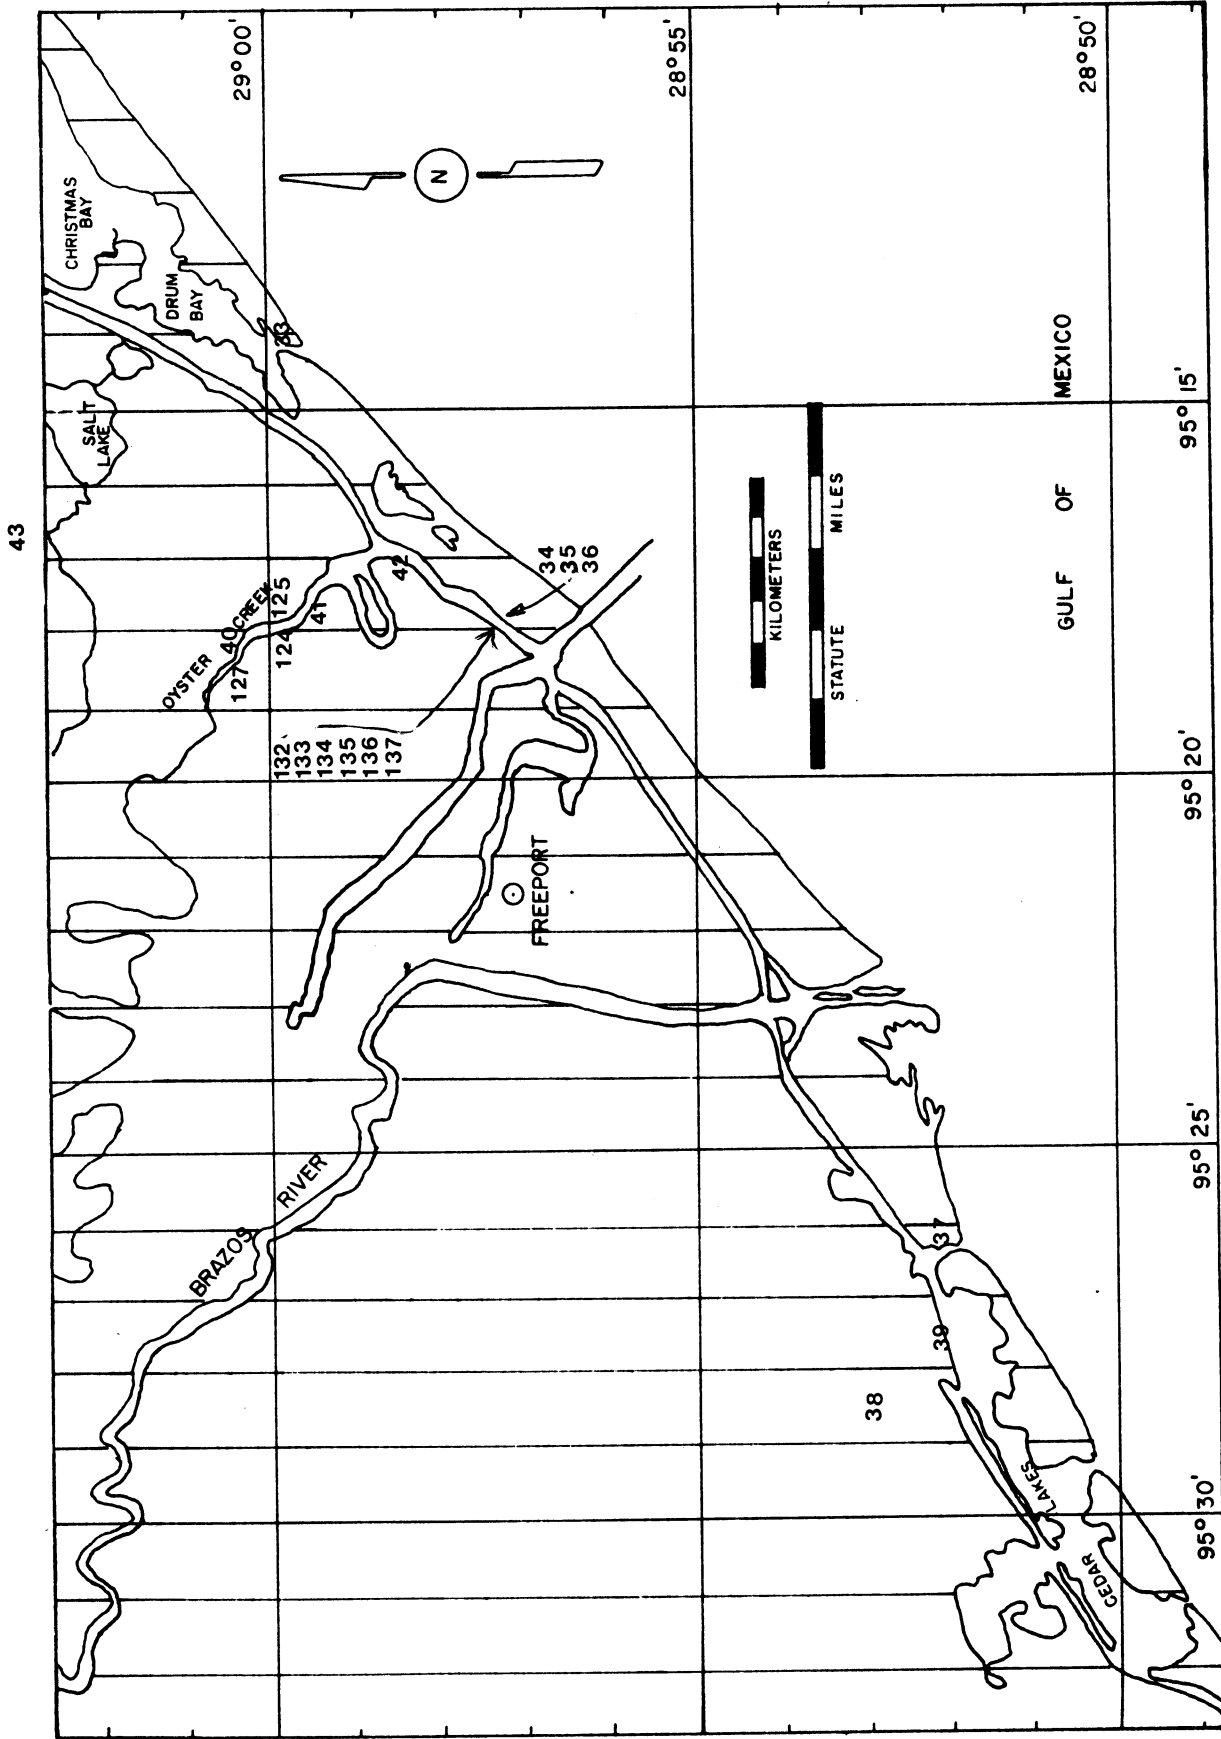 43
29° 00'
28° 55'
28° 50'
CHRISTMAS
BAY
DRUM
BAY
SALT
LAKE
N
33
OYSTER CREEK
40
127
124
125
41
42
34
35
36
132
133
134
135
136
137
FREEPORT
BRAZOS RIVER
KILOMETERS
STATUTE MILES
GULF OF MEXICO
37
39
38
CEDAR LAKES
95° 15'
95° 20'
95° 25'
95° 30'